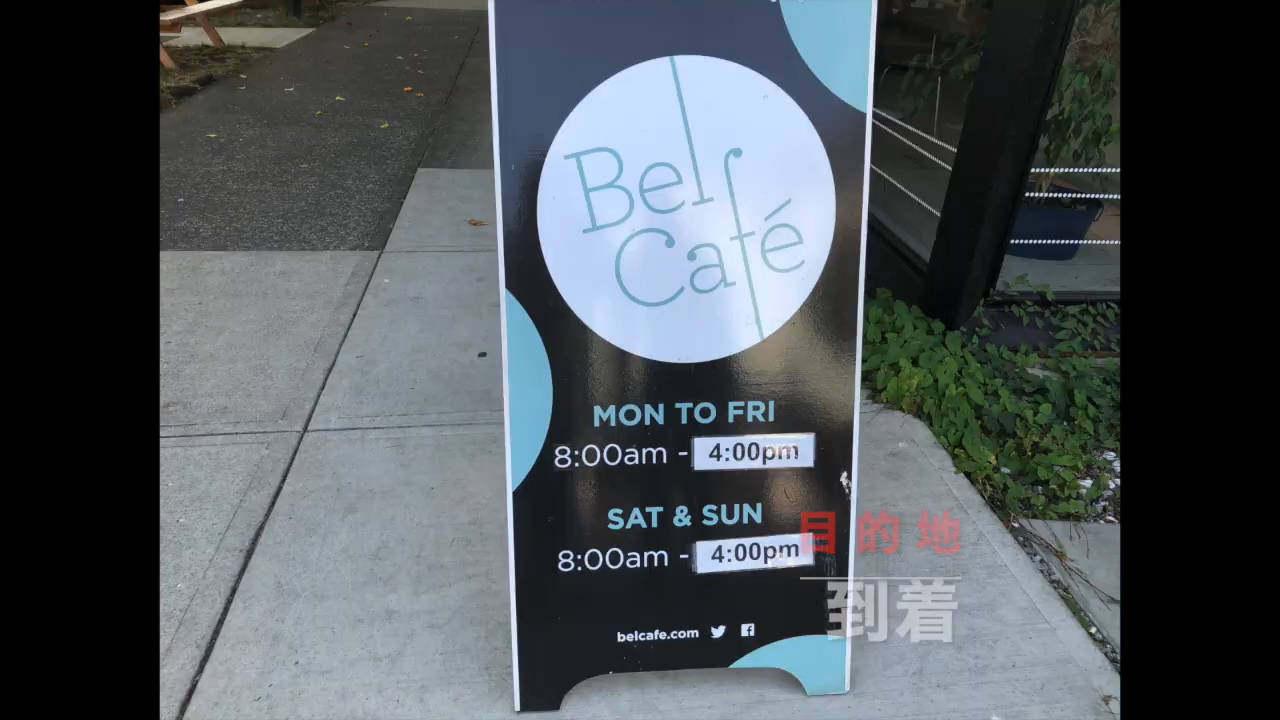 Bel
Café
MON TO FRI
8:00am - 4:00pm
SAT & SUN
8:00am - 4:00pm
belcafe.com
目的地
到着